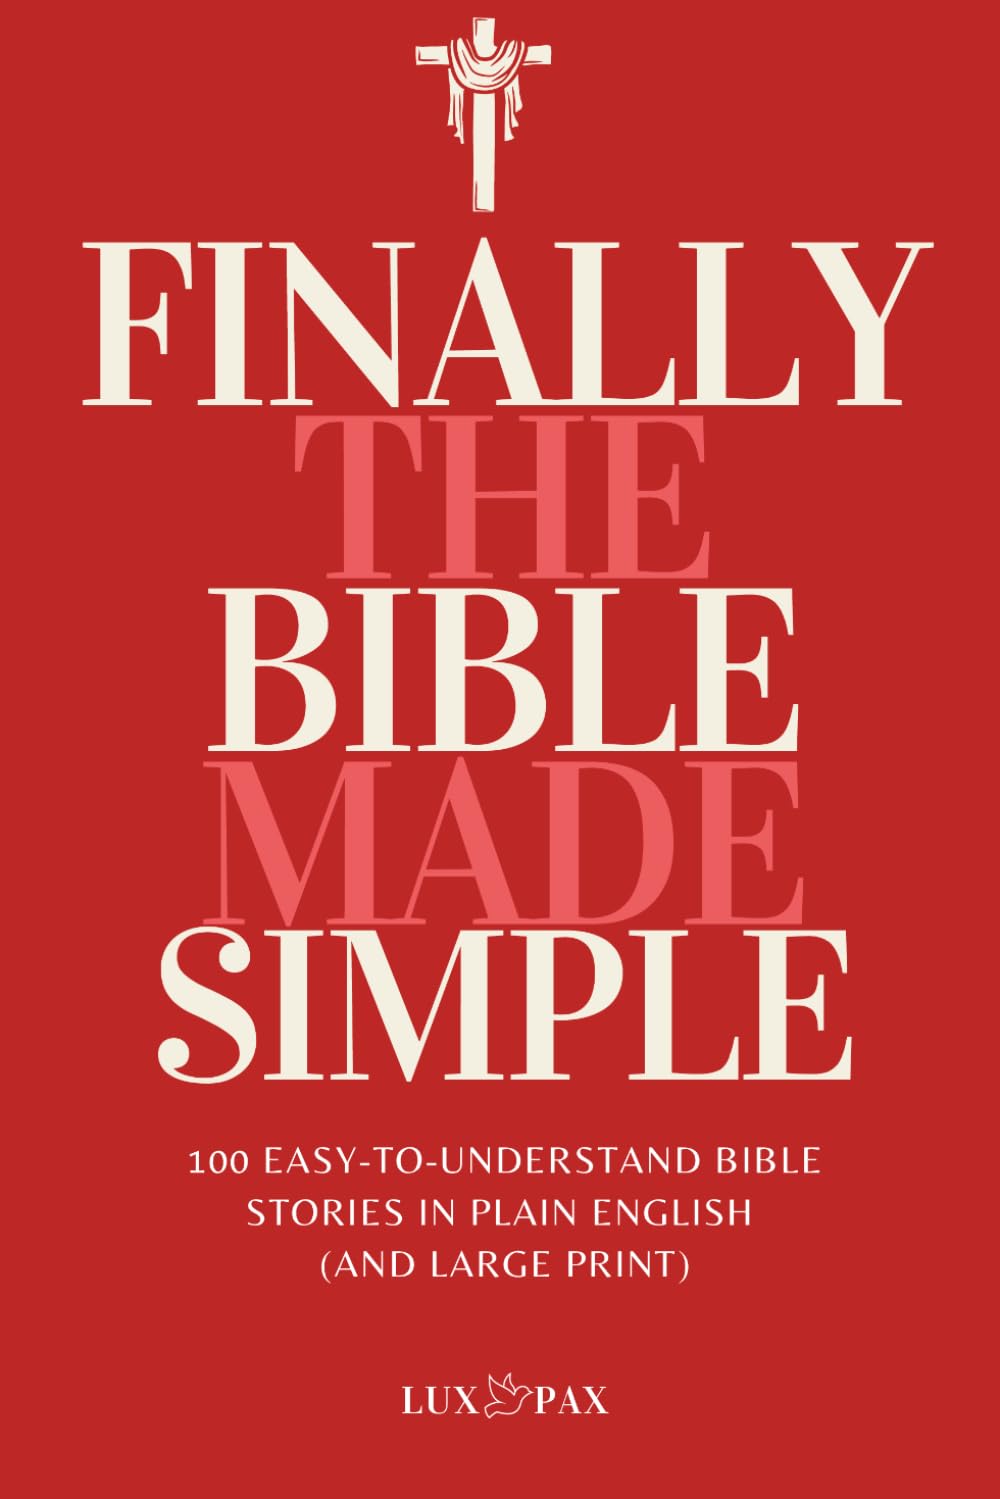 FINALLY
THE
BIBLE
MADE
SIMPLE
100 EASY-TO-UNDERSTAND BIBLE
STORIES IN PLAIN ENGLISH
(AND LARGE PRINT)
LUX PAX